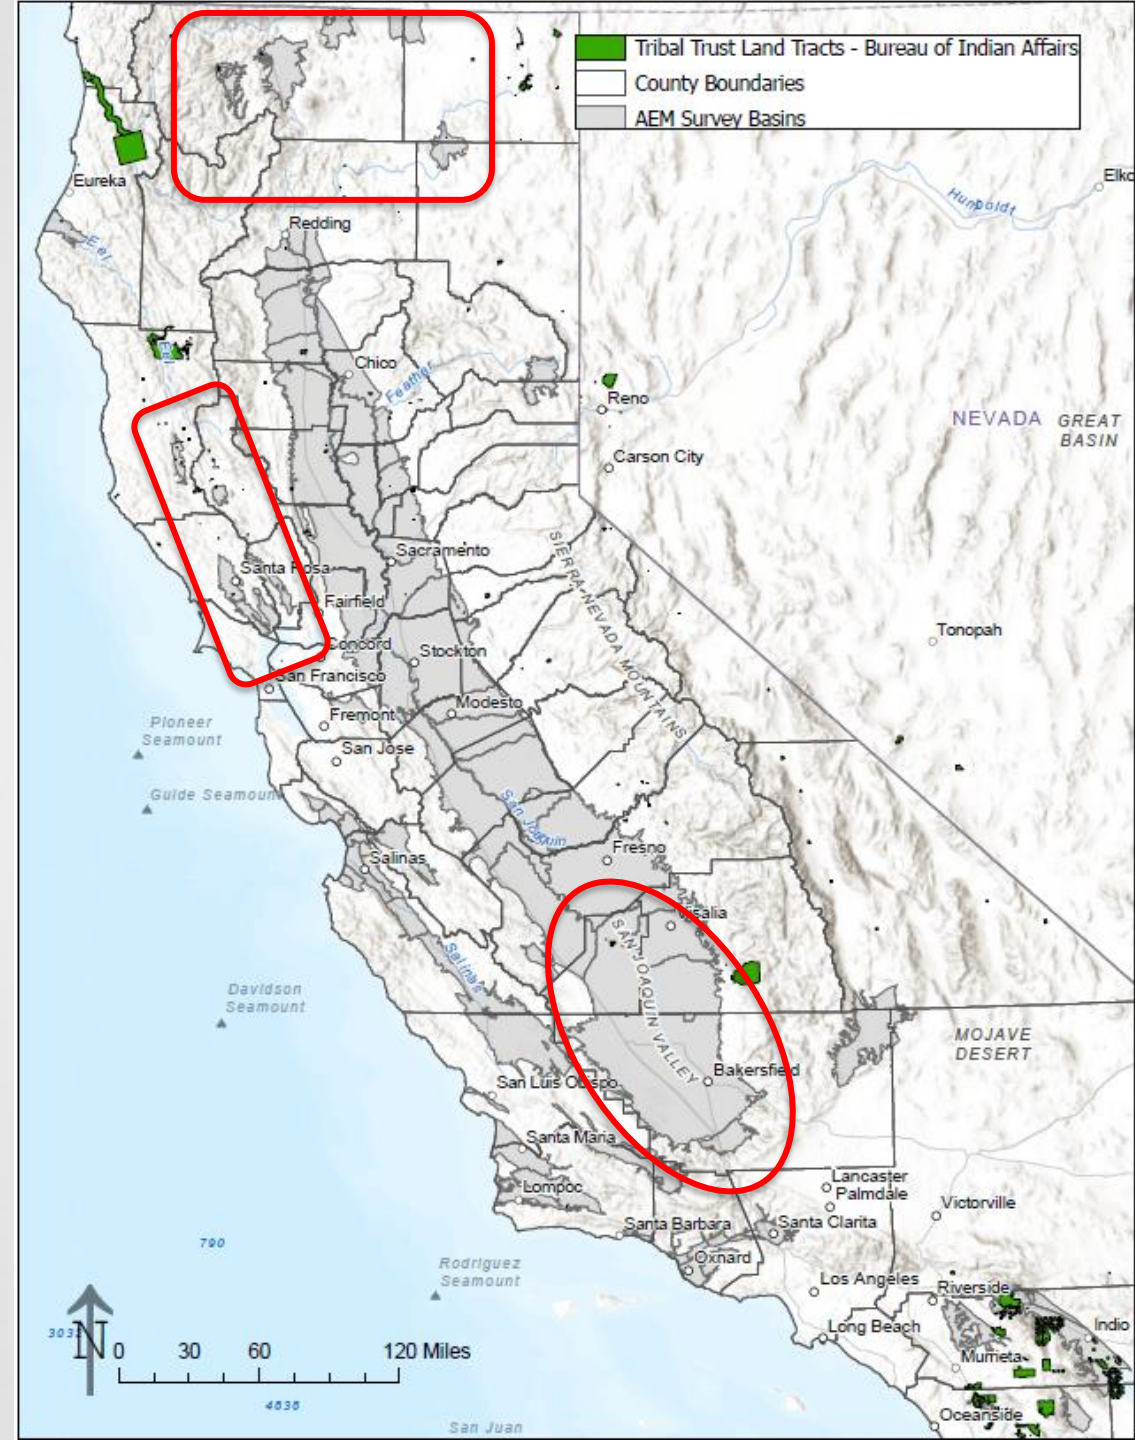 Tribal Trust Land Tracts - Bureau of Indian Affairs
County Boundaries
AEM Survey Basins
Elko
Humboldt
Eureka
Redding
Eel
Eel
Chico
Feather
Reno
NEVADA
GREAT
BASIN
Carson City
SIERRA NEVADA MOUNTAINS
Sacramento
Santa Rosa
Fairfield
Tonopah
Concord
Stockton
San Francisco
Modesto
Fremont
San Jose
Pioneer
Seamount
Guide Seamount
San Joaquin
Fresno
Salinas
Visalia
SAN JOAQUIN VALLEY
Salinas
Davidson
Seamount
MOJAVE
DESERT
Bakersfield
San Luis Obispo
Santa Maria
Lancaster
Palmdale
Lompoc
Victorville
Santa Barbara
Santa Clarita
790
Oxnard
Rodriguez
Seamount
Los Angeles
Riverside
Long Beach
Indio
N
0 30 60 120 Miles
Murrieta
4636
Oceanside
San Juan